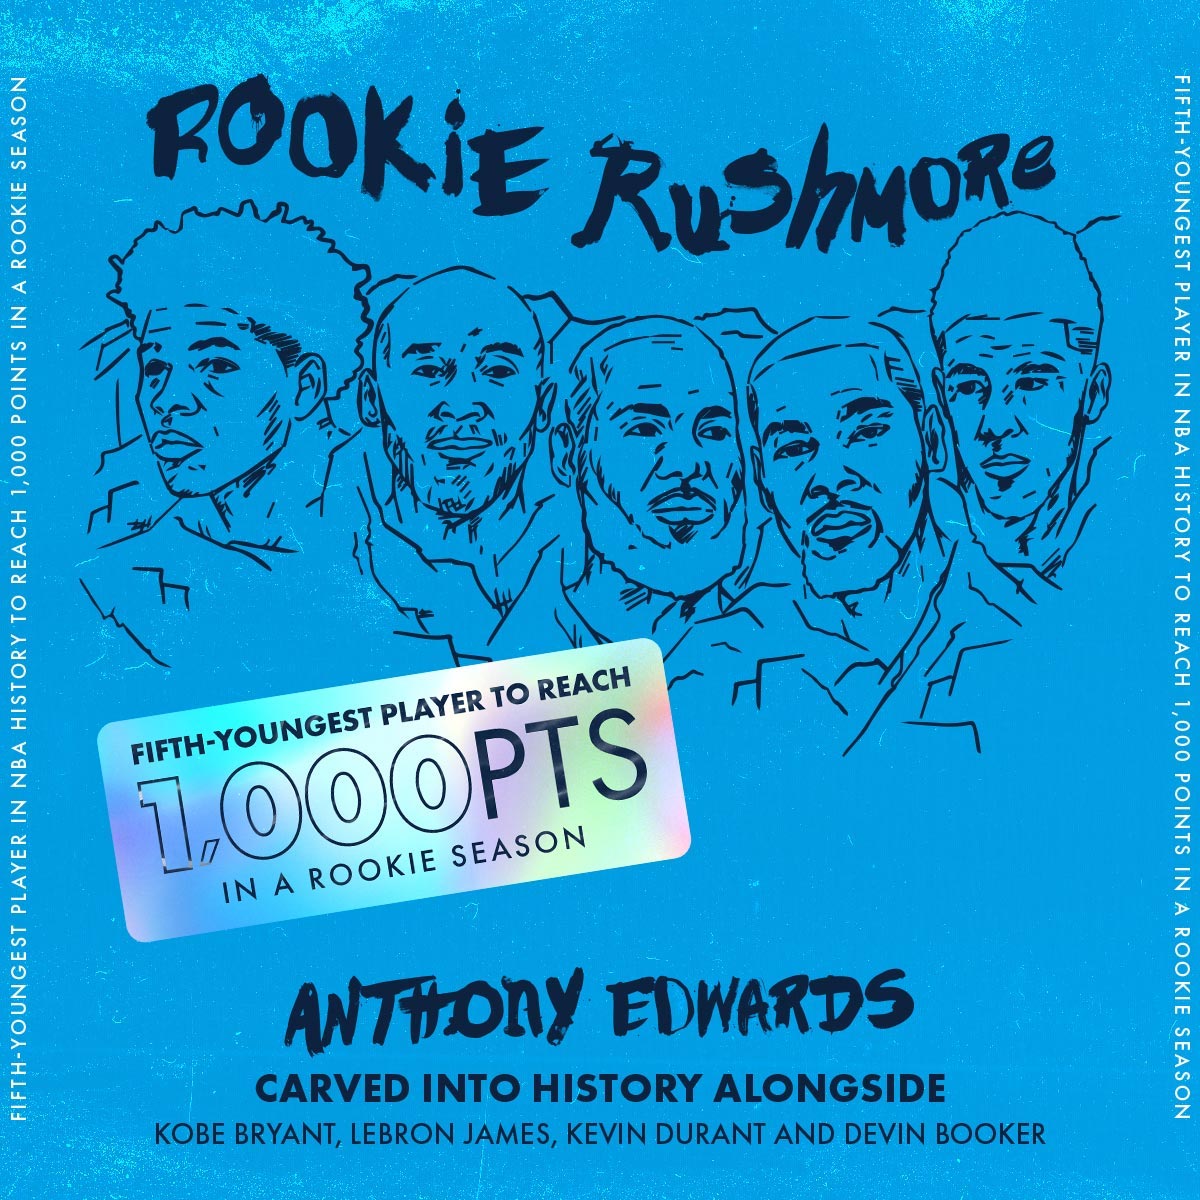 ROOKiE RUSHMORe
FIFTH-YOUNGEST PLAYER IN NBA HISTORY TO REACH 1,000 POINTS IN A ROOKIE SEASON
FIFTH-YOUNGEST PLAYER IN NBA HISTORY TO REACH 1,000 POINTS IN A ROOKIE SEASON
FIFTH-YOUNGEST PLAYER TO REACH
1,000PTS
IN A ROOKIE SEASON
ANTHONY EDWARDS
CARVED INTO HISTORY ALONGSIDE
KOBE BRYANT, LEBRON JAMES, KEVIN DURANT AND DEVIN BOOKER